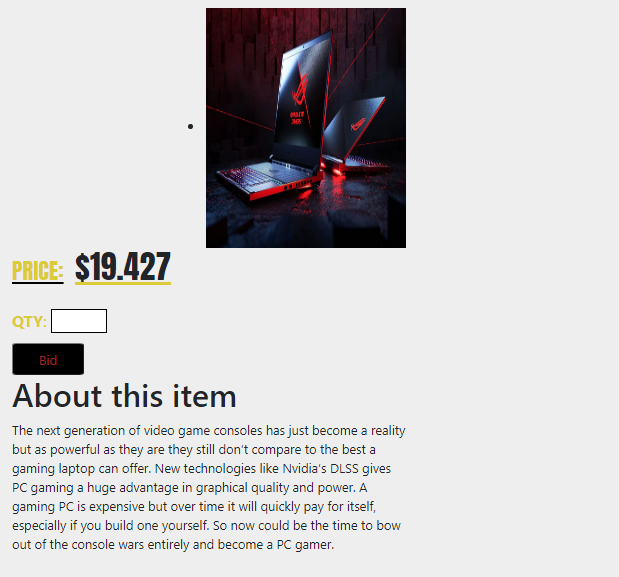 PRICE: $19.427
QTY:
Bid
About this item
The next generation of video game consoles has just become a reality
but as powerful as they are they still don't compare to the best a
gaming laptop can offer. New technologies like Nvidia's DLSS gives
PC gaming a huge advantage in graphical quality and power. A
gaming PC is expensive but over time it will quickly pay for itself,
especially if you build one yourself. So now could be the time to bow
out of the console wars entirely and become a PC gamer.